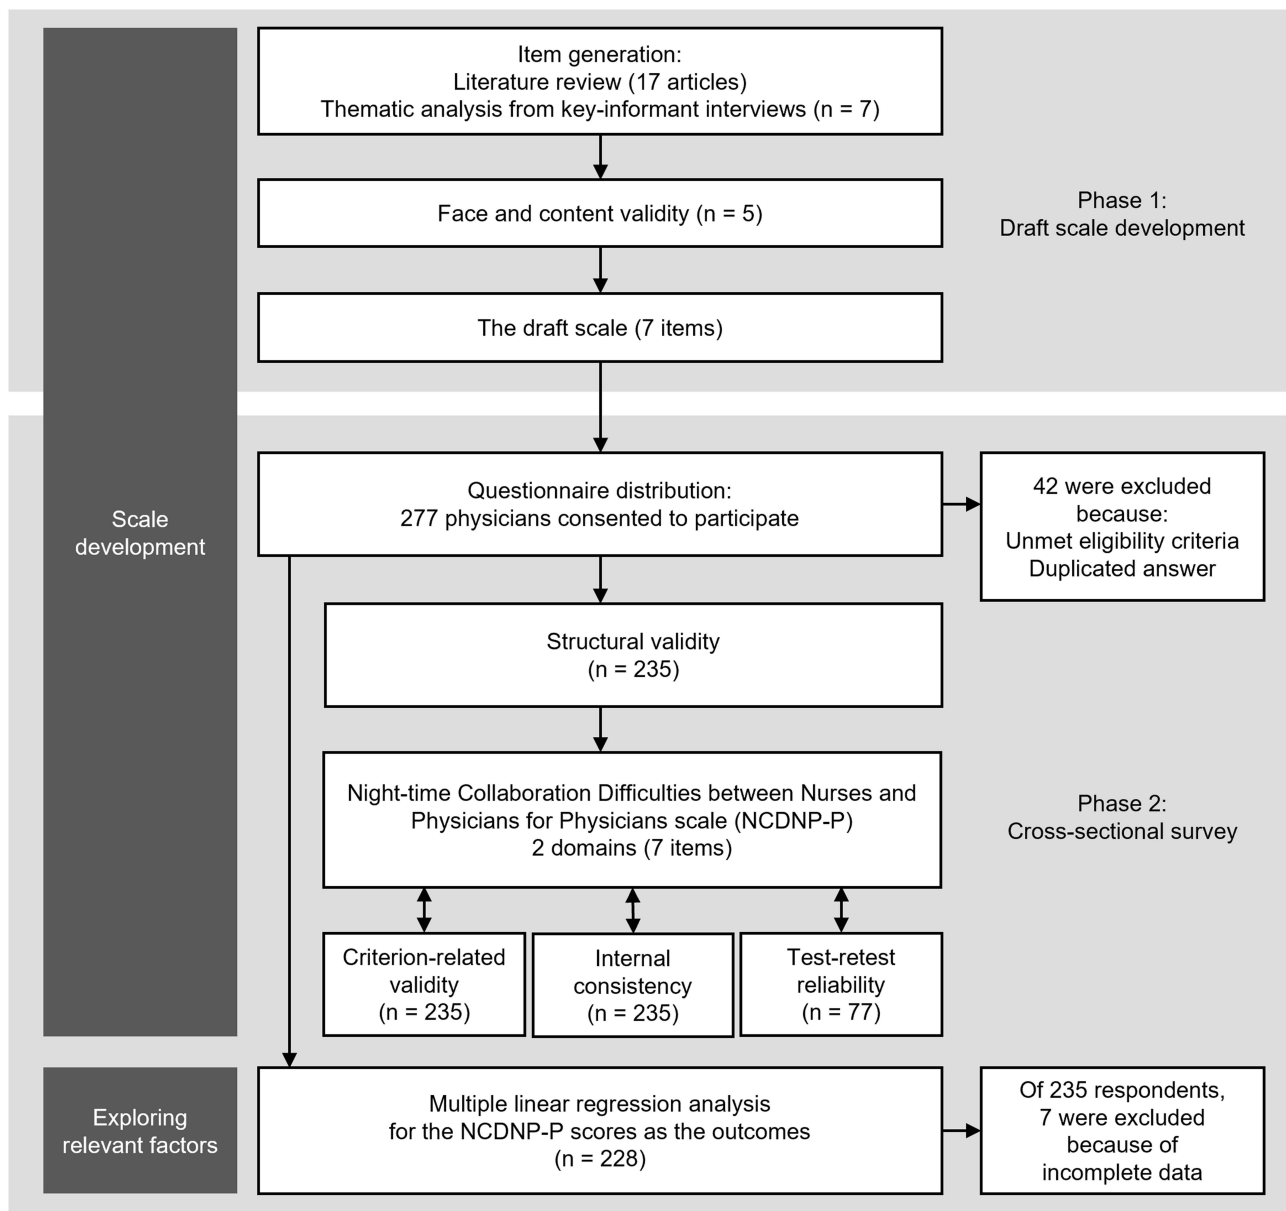 Item generation:
Literature review (17 articles)
Thematic analysis from key-informant interviews (n = 7)
Face and content validity (n = 5)
The draft scale (7 items)
Phase 1:
Draft scale development
Scale
development
Questionnaire distribution:
277 physicians consented to participate
42 were excluded
because:
Unmet eligibility criteria
Duplicated answer
Structural validity
(n = 235)
Night-time Collaboration Difficulties between Nurses and
Physicians for Physicians scale (NCDNP-P)
2 domains (7 items)
Phase 2:
Cross-sectional survey
Criterion-related
validity
(n = 235)
Internal
consistency
(n = 235)
Test-retest
reliability
(n = 77)
Exploring
relevant factors
Multiple linear regression analysis
for the NCDNP-P scores as the outcomes
(n = 228)
Of 235 respondents,
7 were excluded
because of
incomplete data